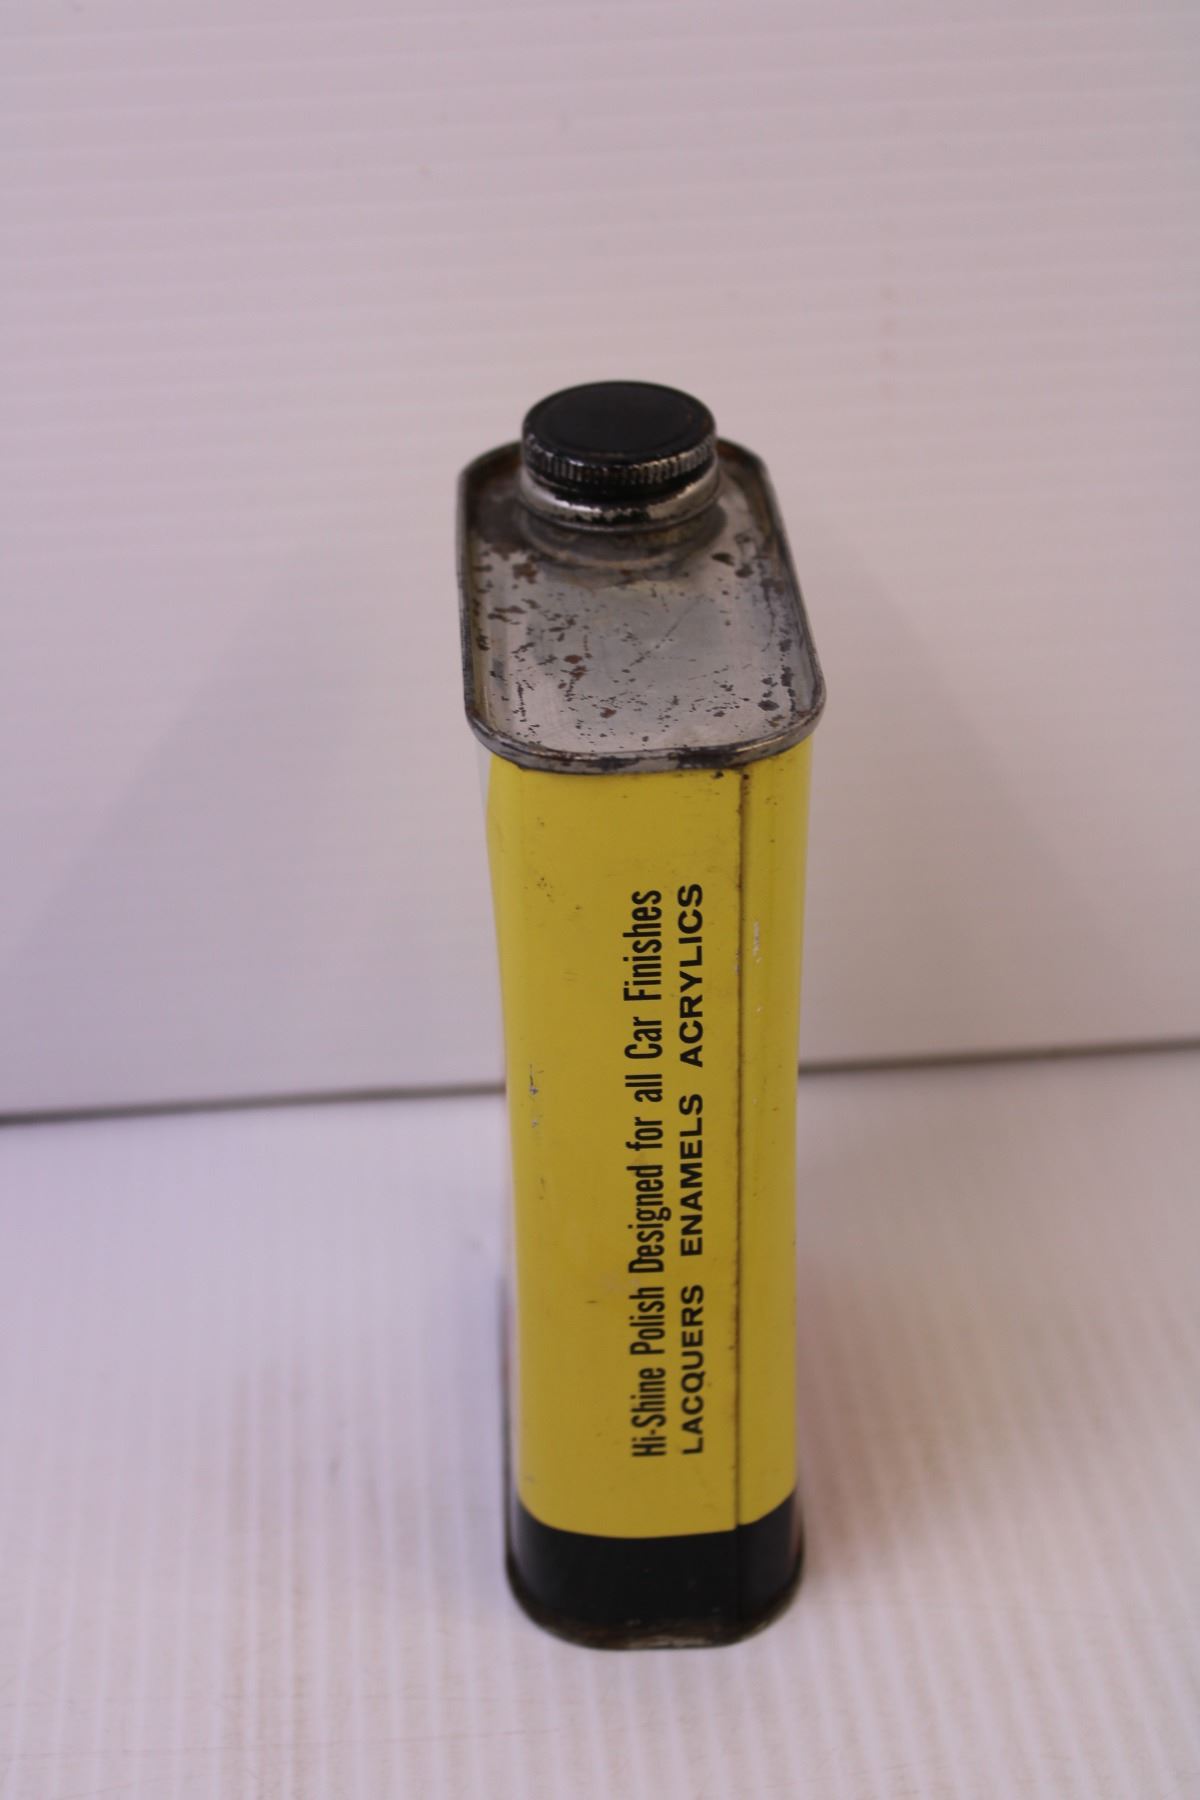 Hi-Shine Polish Designed for all Car Finishes
LACQUERS ENAMELS ACRYLICS